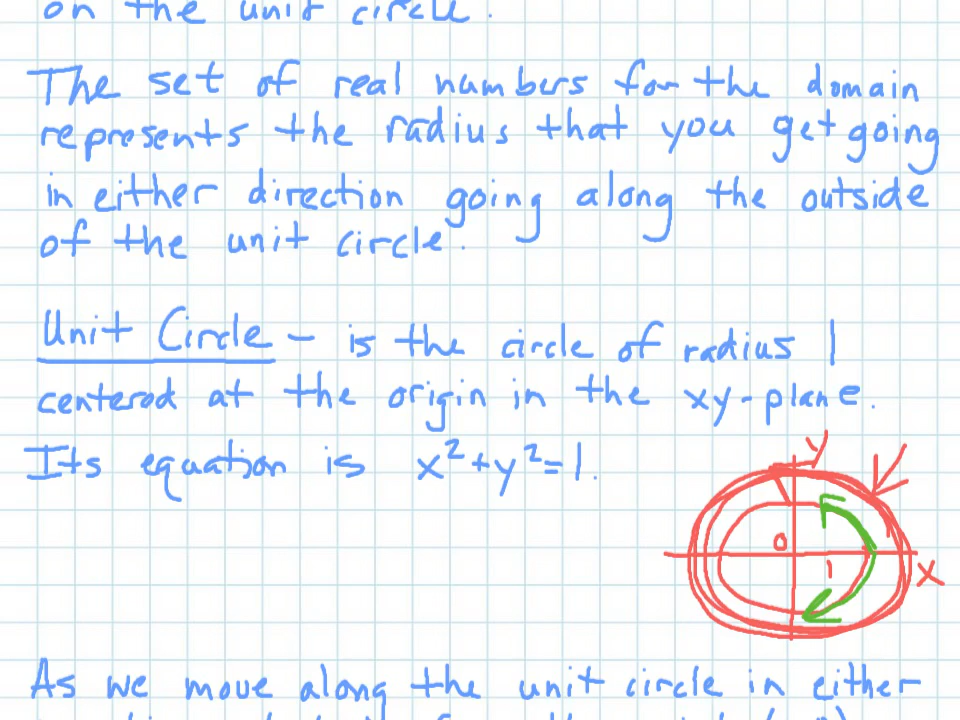 on the unit circle.
The set of real numbers for the domain
represents the radius that you get going
in either direction going along the outside
of the unit circle.
Unit Circle - is the circle of radius 1
centered at the origin in the xy-plane.
Its equation is x²+y²=1.
y
0
1
x
As we move along the unit circle in either